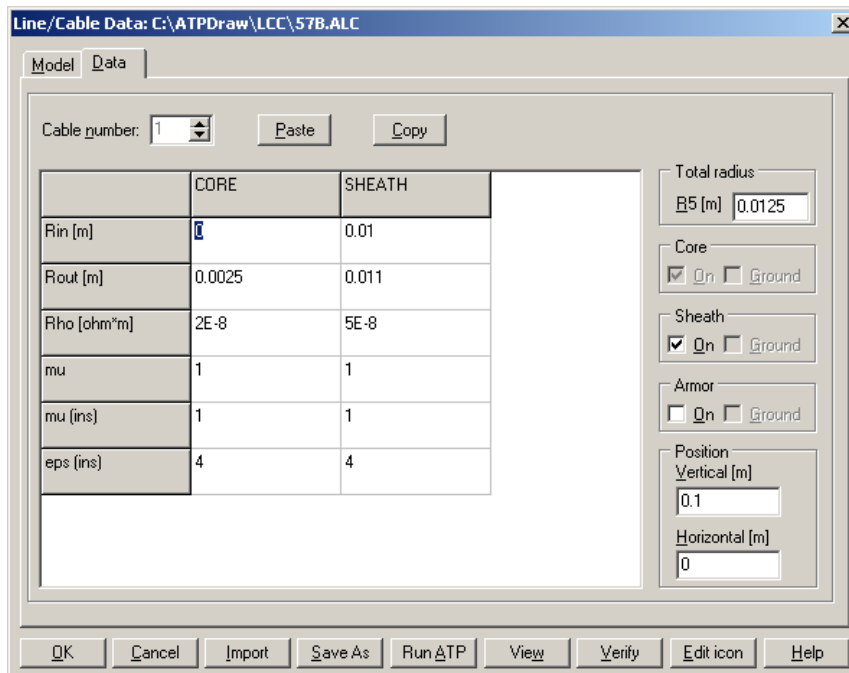 Line/Cable Data: C:\ATPDraw\LCC\57B.ALC
Model Data
Cable number: 1 Paste Copy
CORE SHEATH
Rin [m] 0 0.01
Rout [m] 0.0025 0.011
Rho [ohm*m] 2E-8 5E-8
mu 1 1
mu (ins) 1 1
eps (ins) 4 4
Total radius
R5 [m] 0.0125
Core
On Ground
Sheath
On Ground
Armor
On Ground
Position
Vertical [m]
0.1
Horizontal [m]
0
OK Cancel Import Save As Run ATP View Verify Edit icon Help